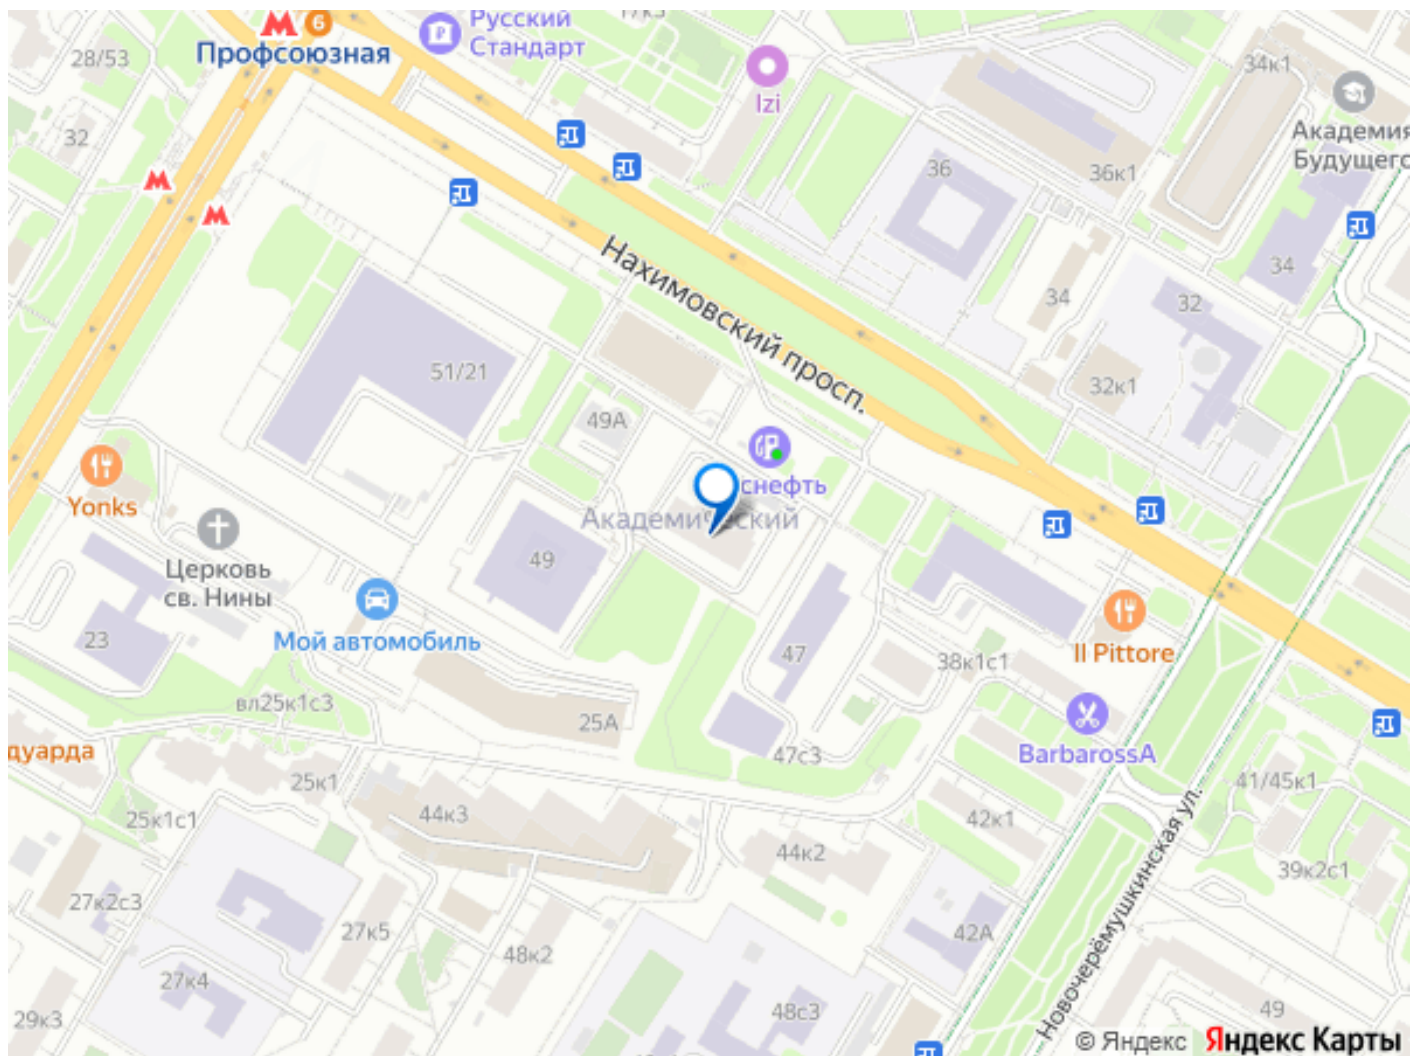 6
Профсоюзная
Русский
Стандарт
17к3
28/53
Izi
34к1
Академия
Будущего
32
36
36к1
34
34
32
32к1
Нахимовский просп.
51/21
49А
снефть
Академический
Yonks
Церковь
св. Нины
49
Мой автомобиль
23
47
38к1с1
Il Pittore
вл25к1с3
25А
47с3
BarbarossA
дуарда
25к1
25к1с1
44к3
42к1
44к2
41/45к1
39к2с1
Новочерёмушкинская ул.
27к2с3
27к5
48к2
42А
27к4
29к3
48с3
49
© Яндекс Яндекс Карты